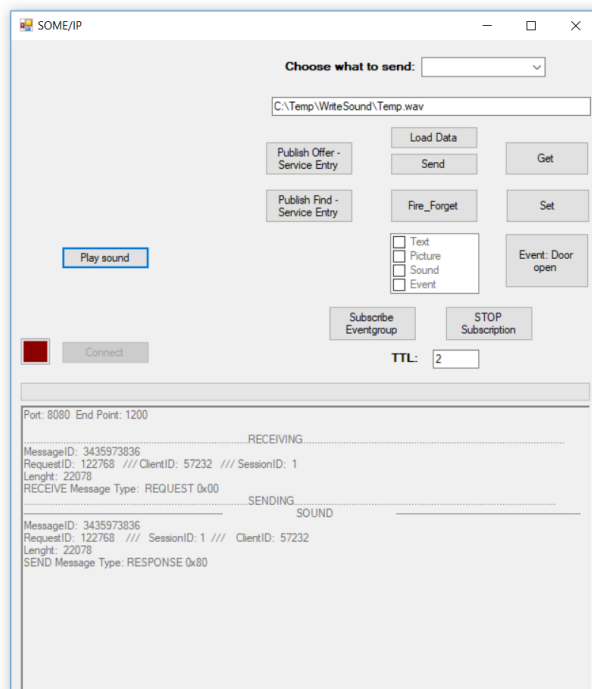 SOME/IP
Choose what to send:
C:\Temp\WriteSound\Temp.wav
Publish Offer -
Service Entry
Load Data
Send
Get
Publish Find -
Service Entry
Fire_Forget
Set
Play sound
Text
Picture
Sound
Event
Event: Door
open
Subscribe
Eventgroup
STOP
Subscription
Connect
TTL: 2
Port: 8080 End Point: 1200
RECEIVING
MessageID: 3435973836
RequestID: 122768 /// ClientID: 57232 /// SessionID: 1
Lenght: 22078
RECEIVE Message Type: REQUEST 0x00
SENDING
SOUND
MessageID: 3435973836
RequestID: 122768 /// SessionID: 1 /// ClientID: 57232
Lenght: 22078
SEND Message Type: RESPONSE 0x80